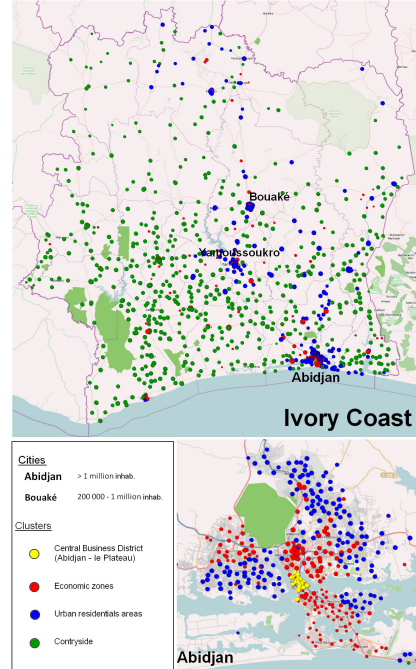 Bouaké
Yamoussoukro
Abidjan
Ivory Coast
Cities
Abidjan > 1 million inhab.
Bouaké 200 000 - 1 million inhab.
Clusters
Central Business District
(Abidjan - le Plateau)
Economic zones
Urban residentials areas
Contryside
Abidjan